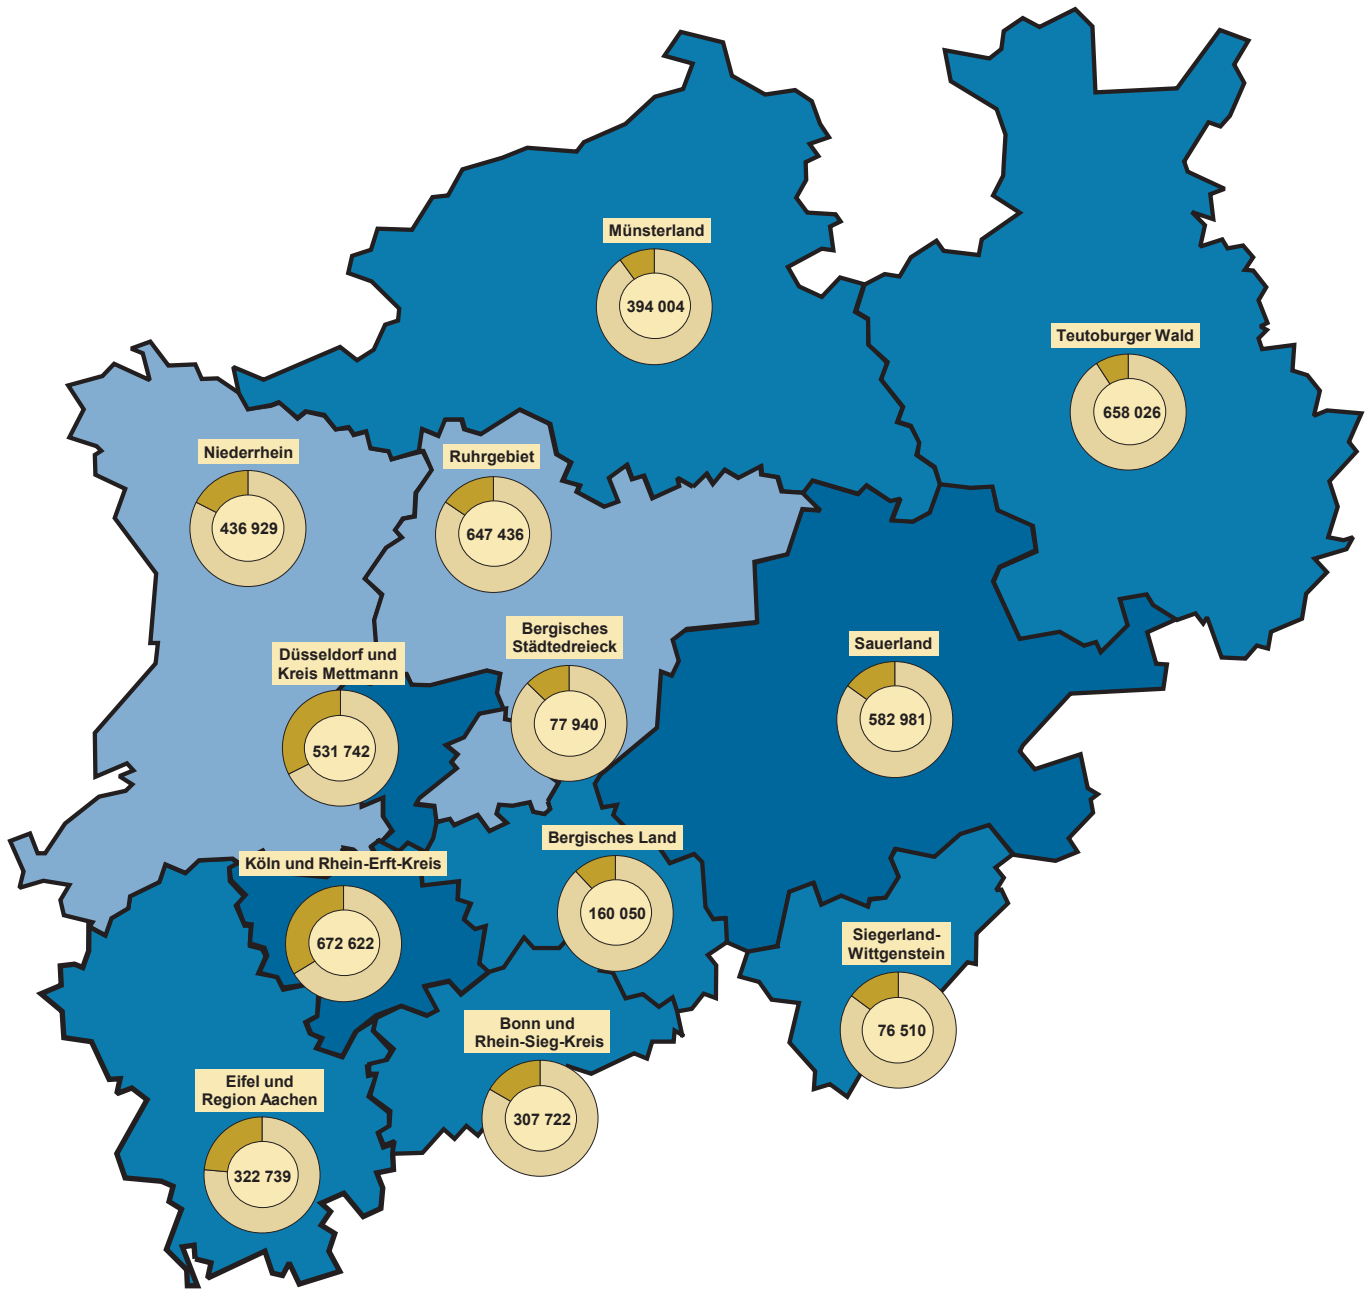 Münsterland
394 004
Teutoburger Wald
658 026
Niederrhein
436 929
Ruhrgebiet
647 436
Bergisches
Städtedreieck
77 940
Sauerland
582 981
Düsseldorf und
Kreis Mettmann
531 742
Bergisches Land
160 050
Köln und Rhein-Erft-Kreis
672 622
Siegerland-
Wittgenstein
76 510
Bonn und
Rhein-Sieg-Kreis
307 722
Eifel und
Region Aachen
322 739